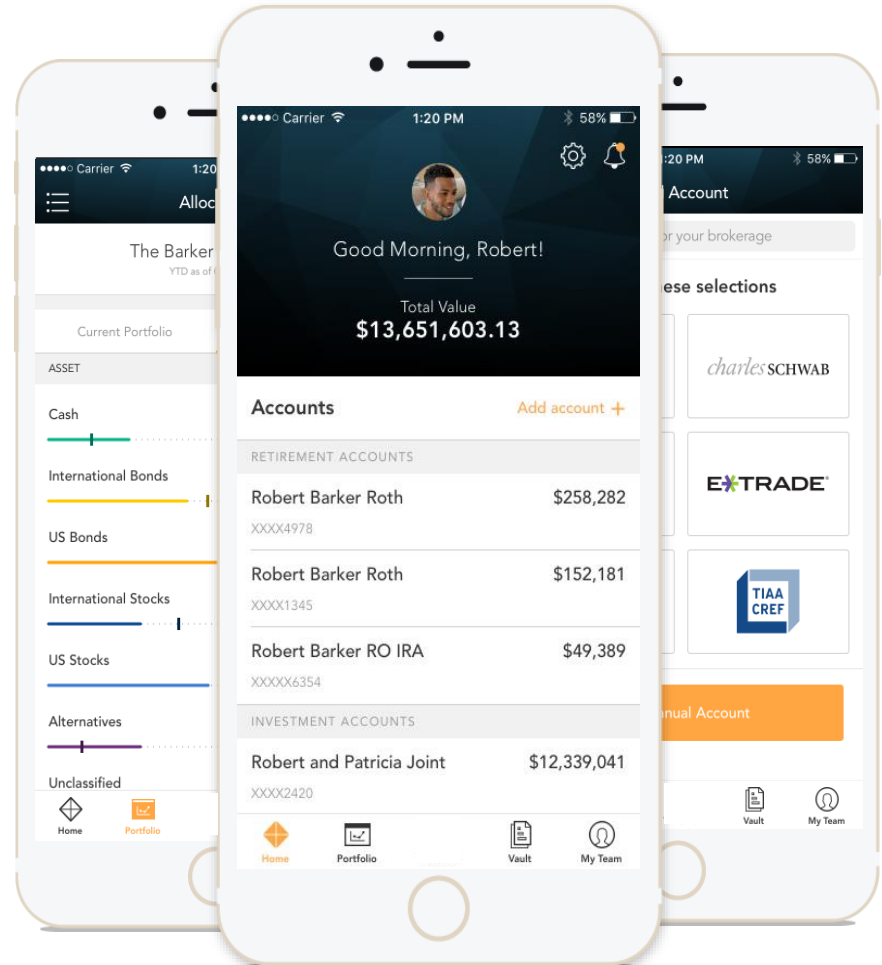 Carrier
1:20
Alloc
The Barker
YTD as of
Current Portfolio
ASSET
Cash
International Bonds
US Bonds
International Stocks
US Stocks
Alternatives
Unclassified
Home
Portfolio
Carrier
1:20 PM
58%
Good Morning, Robert!
Total Value
$13,651,603.13
Accounts
Add account +
RETIREMENT ACCOUNTS
Robert Barker Roth
$258,282
XXXX4978
Robert Barker Roth
$152,181
XXXX1345
Robert Barker RO IRA
$49,389
XXXXX6354
INVESTMENT ACCOUNTS
Robert and Patricia Joint
$12,339,041
XXXX2420
Home
Portfolio
Vault
My Team
:20 PM
58%
Account
or your brokerage
ese selections
charles SCHWAB
E*TRADE®
TIAA
CREF
nual Account
Vault
My Team